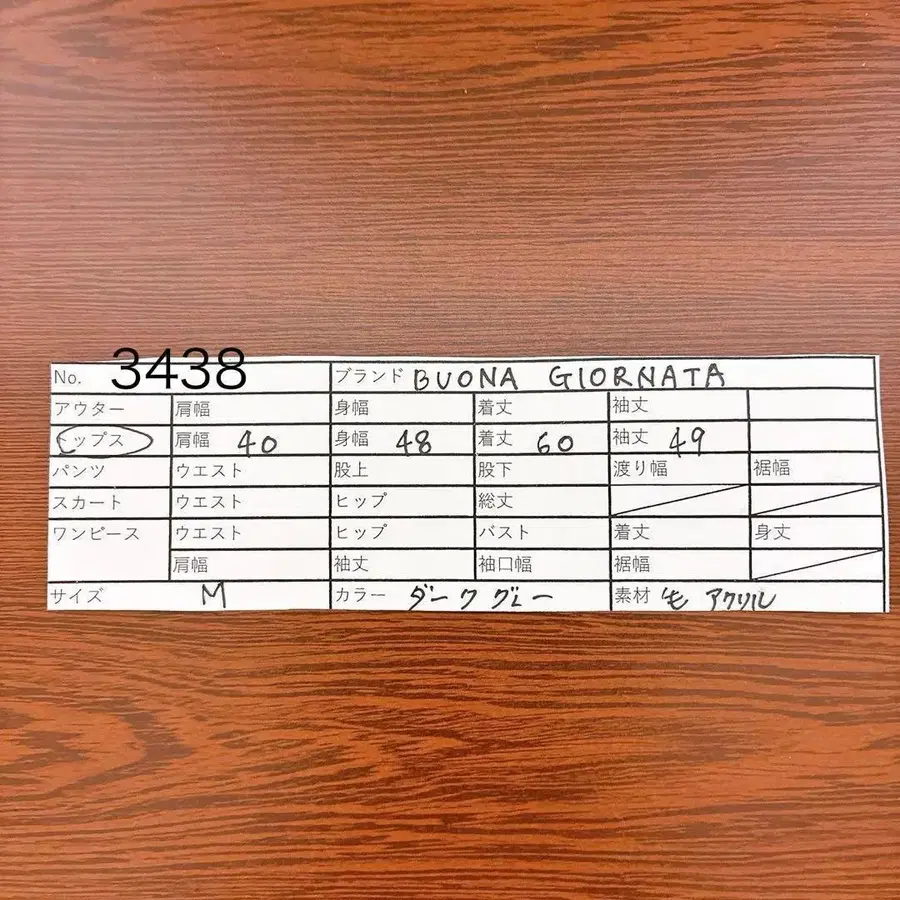 No. 3438 ブランド BUONA GIORNATA
アウター 肩幅 身幅 着丈 袖丈
トップス 肩幅 40 身幅 48 着丈 60 袖丈 49
パンツ ウエスト 股上 股下 渡り幅 裾幅
スカート ウエスト ヒップ 総丈
ワンピース ウエスト ヒップ バスト 着丈 身丈
肩幅 袖丈 袖口幅 裾幅
サイズ M カラー ダークグレー 素材 毛 アクリル